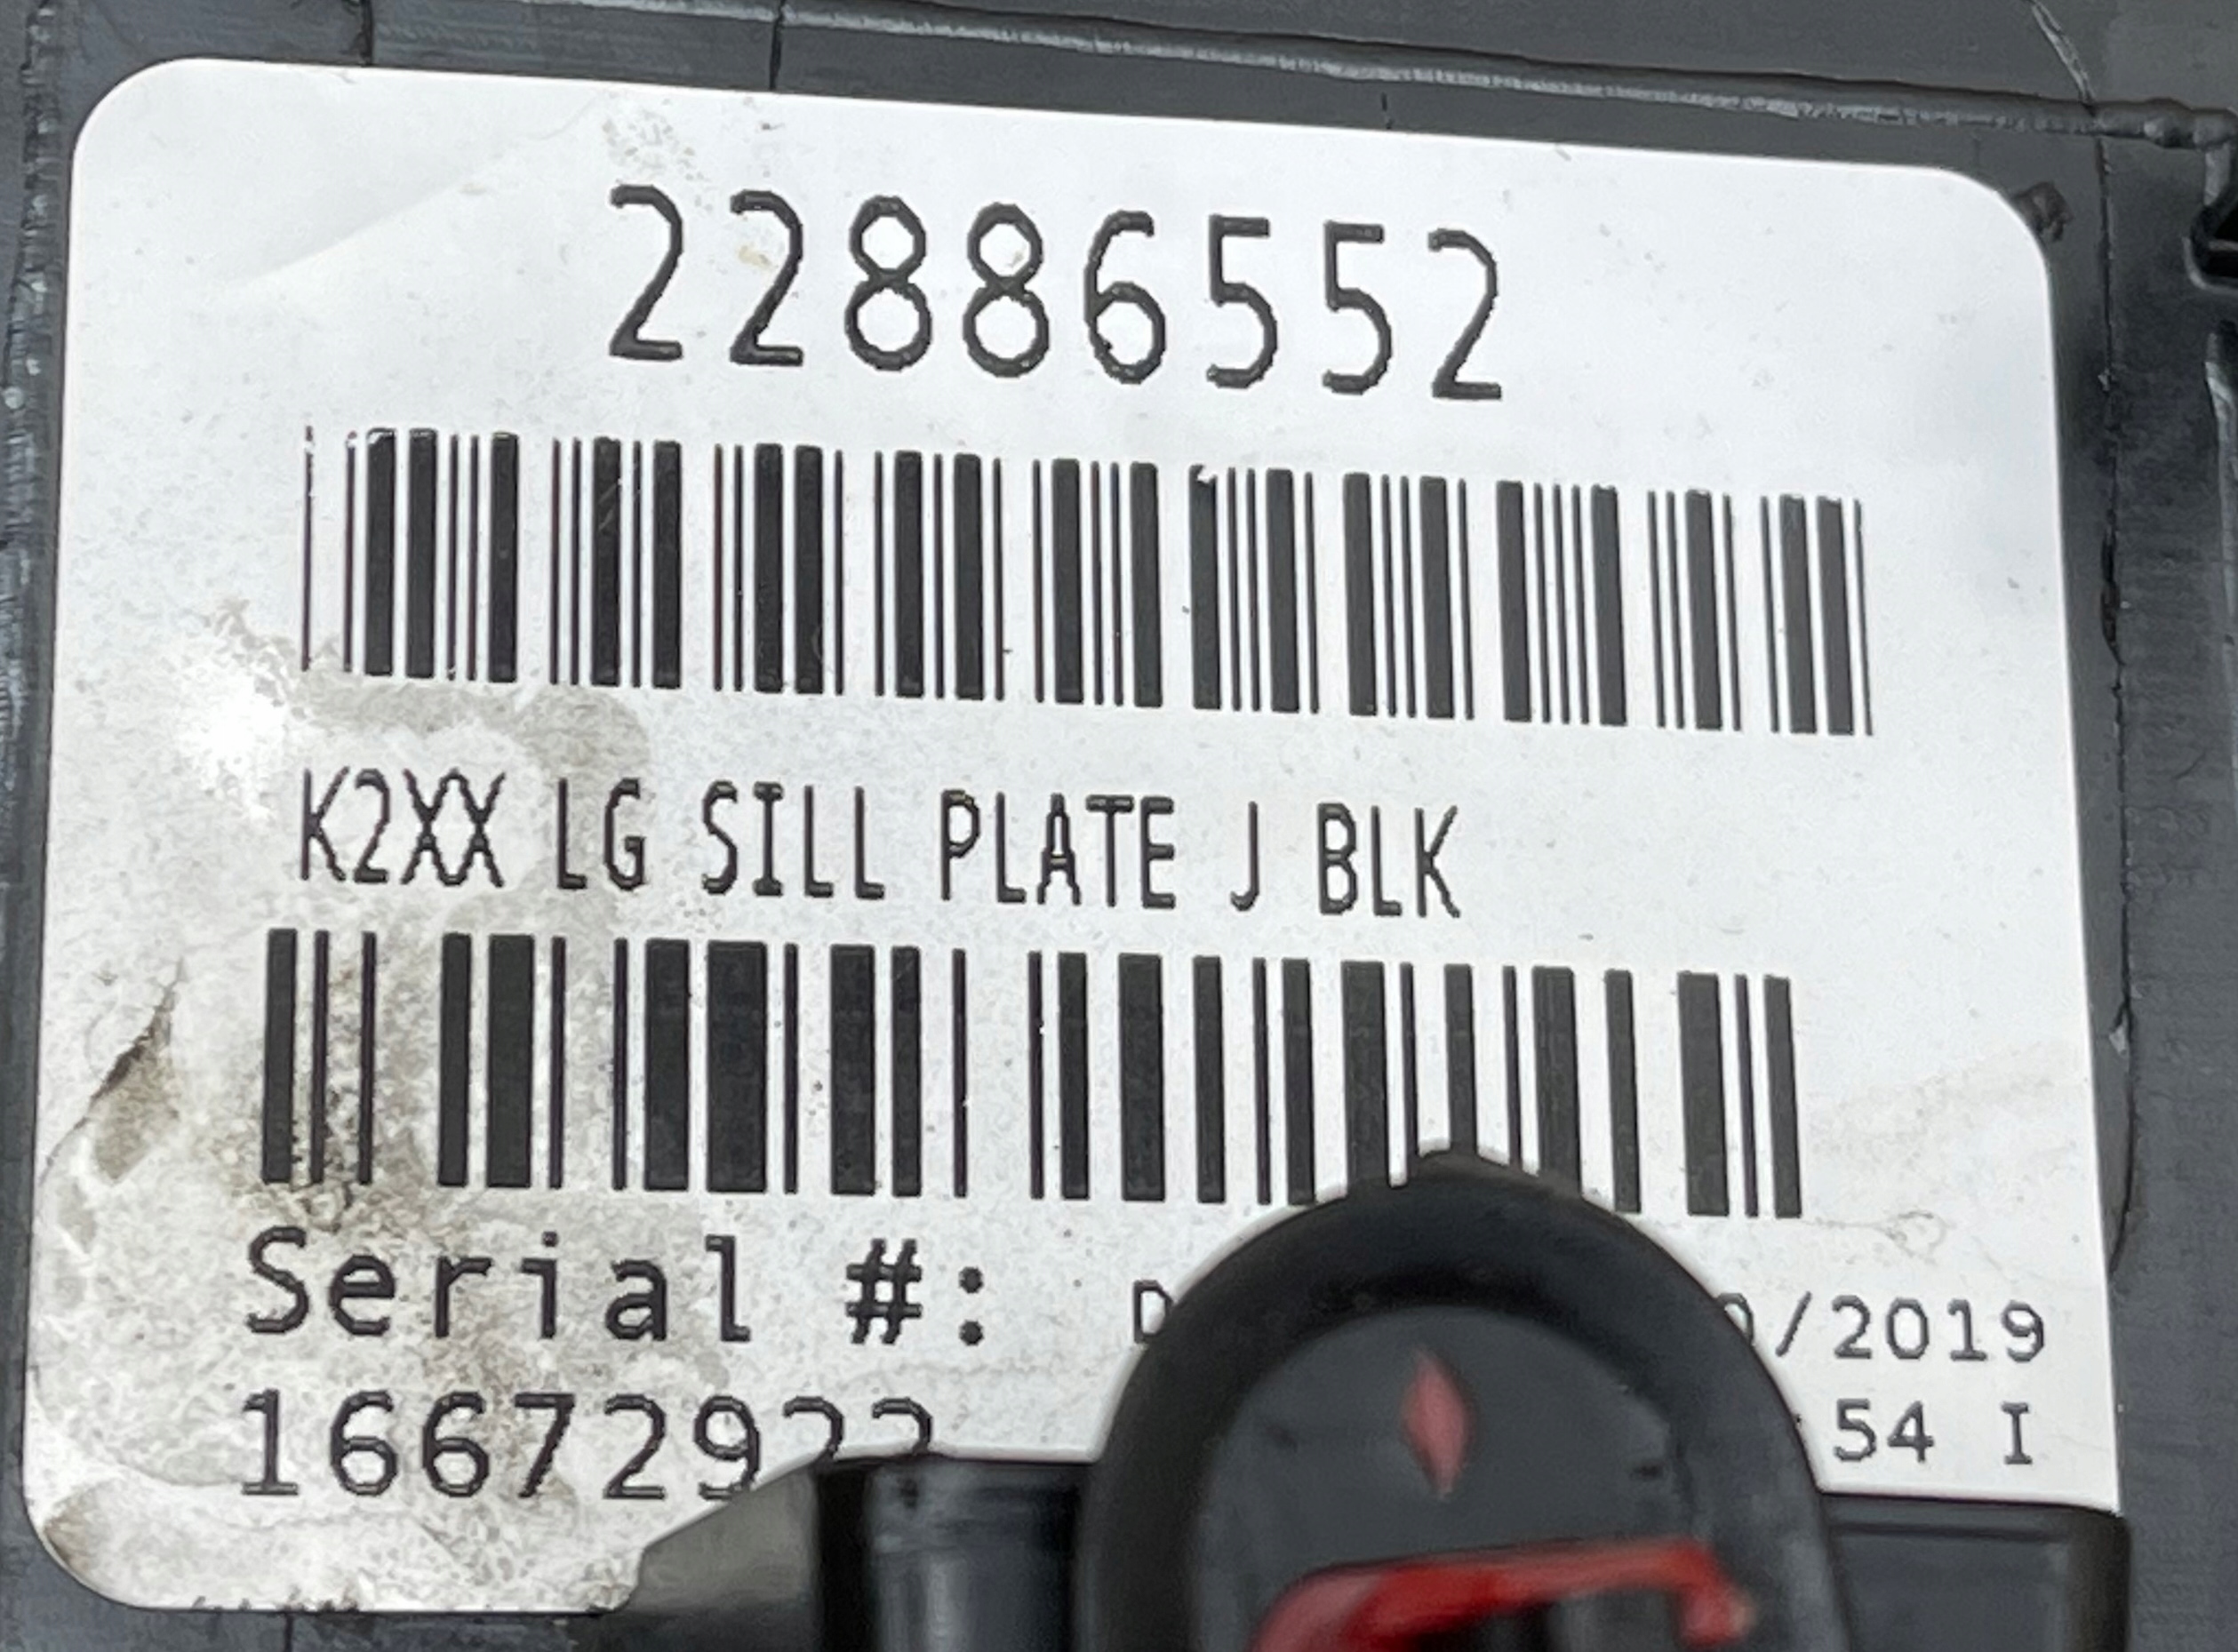 22886552
K2XX LG SILL PLATE J BLK
Serial #: /2019
54 I